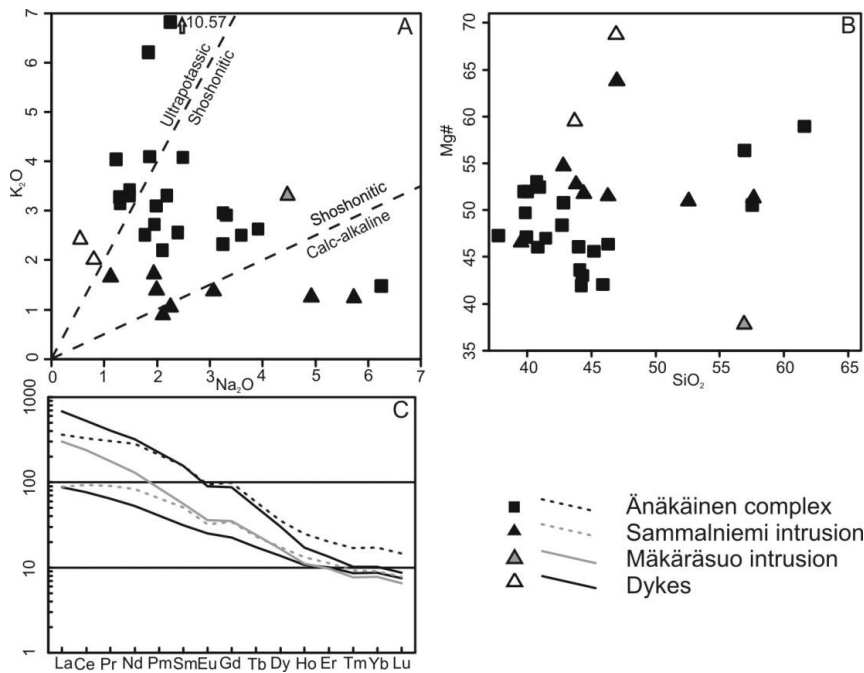 A
K2O
7
6
5
4
3
2
1
0
10.57
Ultrapotassic
Shoshonitic
Shoshonitic
Calc-alkaline
0 1 2 3 4 5 6 7
Na2O
B
Mg#
70
65
60
55
50
45
40
35
40 45 50 55 60 65
SiO2
C
1000
100
10
1
La Ce Pr Nd Pm Sm Eu Gd Tb Dy Ho Er Tm Yb Lu
Änäkäinen complex
Sammalniemi intrusion
Mäkäräsuo intrusion
Dykes